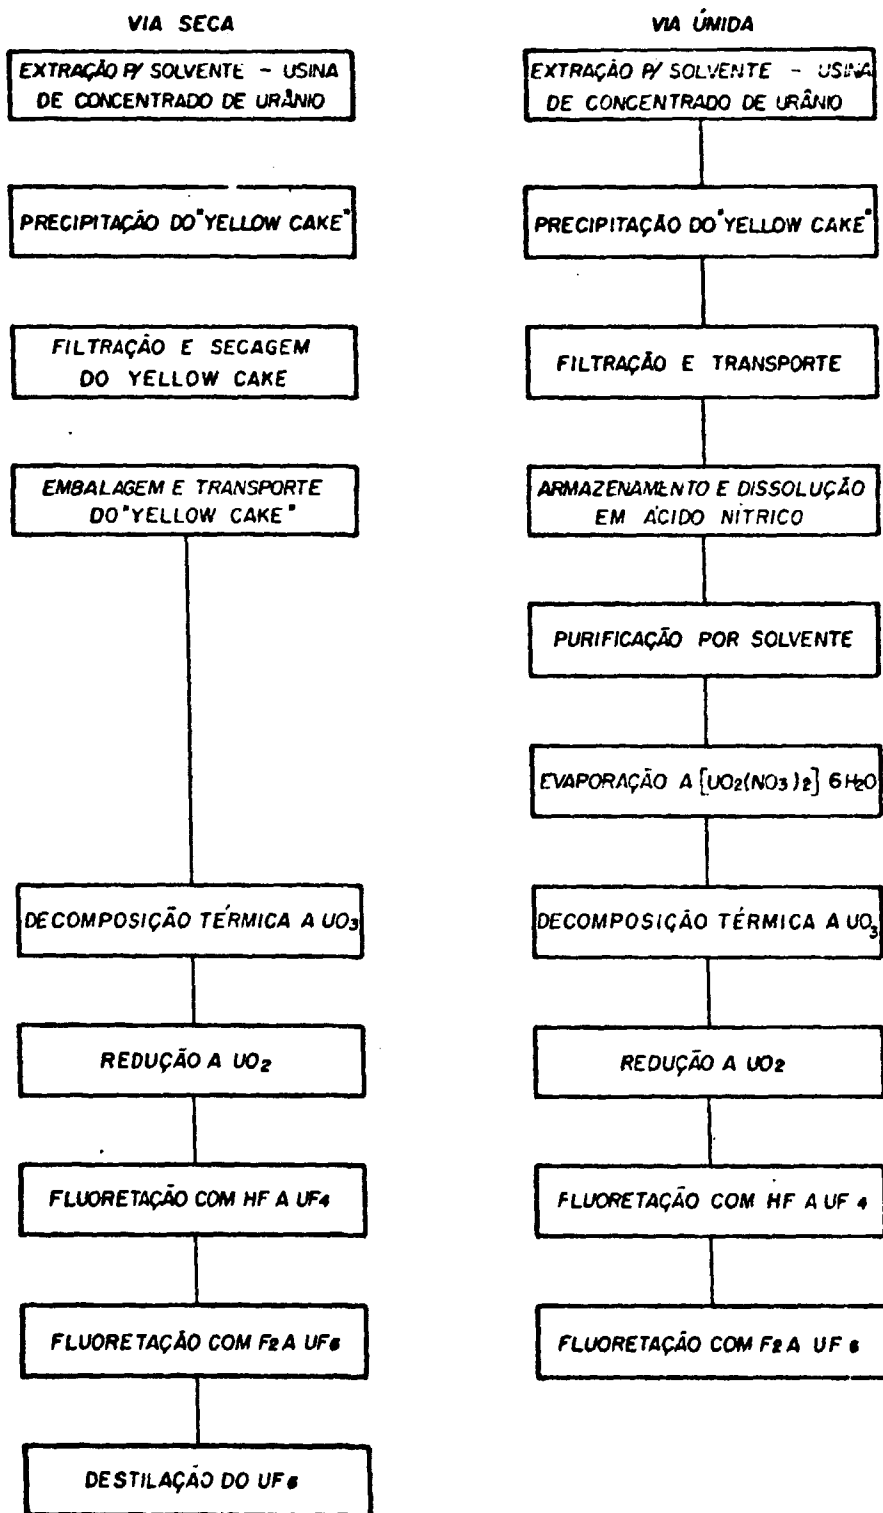 VIA SECA
EXTRAÇÃO P/ SOLVENTE - USINA
DE CONCENTRADO DE URÂNIO
PRECIPITAÇÃO DO "YELLOW CAKE"
FILTRAÇÃO E SECAGEM
DO YELLOW CAKE
EMBALAGEM E TRANSPORTE
DO "YELLOW CAKE"
DECOMPOSIÇÃO TÉRMICA A UO3
REDUÇÃO A UO2
FLUORETAÇÃO COM HF A UF4
FLUORETAÇÃO COM F2 A UF6
DESTILAÇÃO DO UF6
VIA ÚMIDA
EXTRAÇÃO P/ SOLVENTE - USINA
DE CONCENTRADO DE URÂNIO
PRECIPITAÇÃO DO "YELLOW CAKE"
FILTRAÇÃO E TRANSPORTE
ARMAZENAMENTO E DISSOLUÇÃO
EM ÁCIDO NÍTRICO
PURIFICAÇÃO POR SOLVENTE
EVAPORAÇÃO A [UO2(NO3)2] 6H2O
DECOMPOSIÇÃO TÉRMICA A UO3
REDUÇÃO A UO2
FLUORETAÇÃO COM HF A UF4
FLUORETAÇÃO COM F2 A UF6